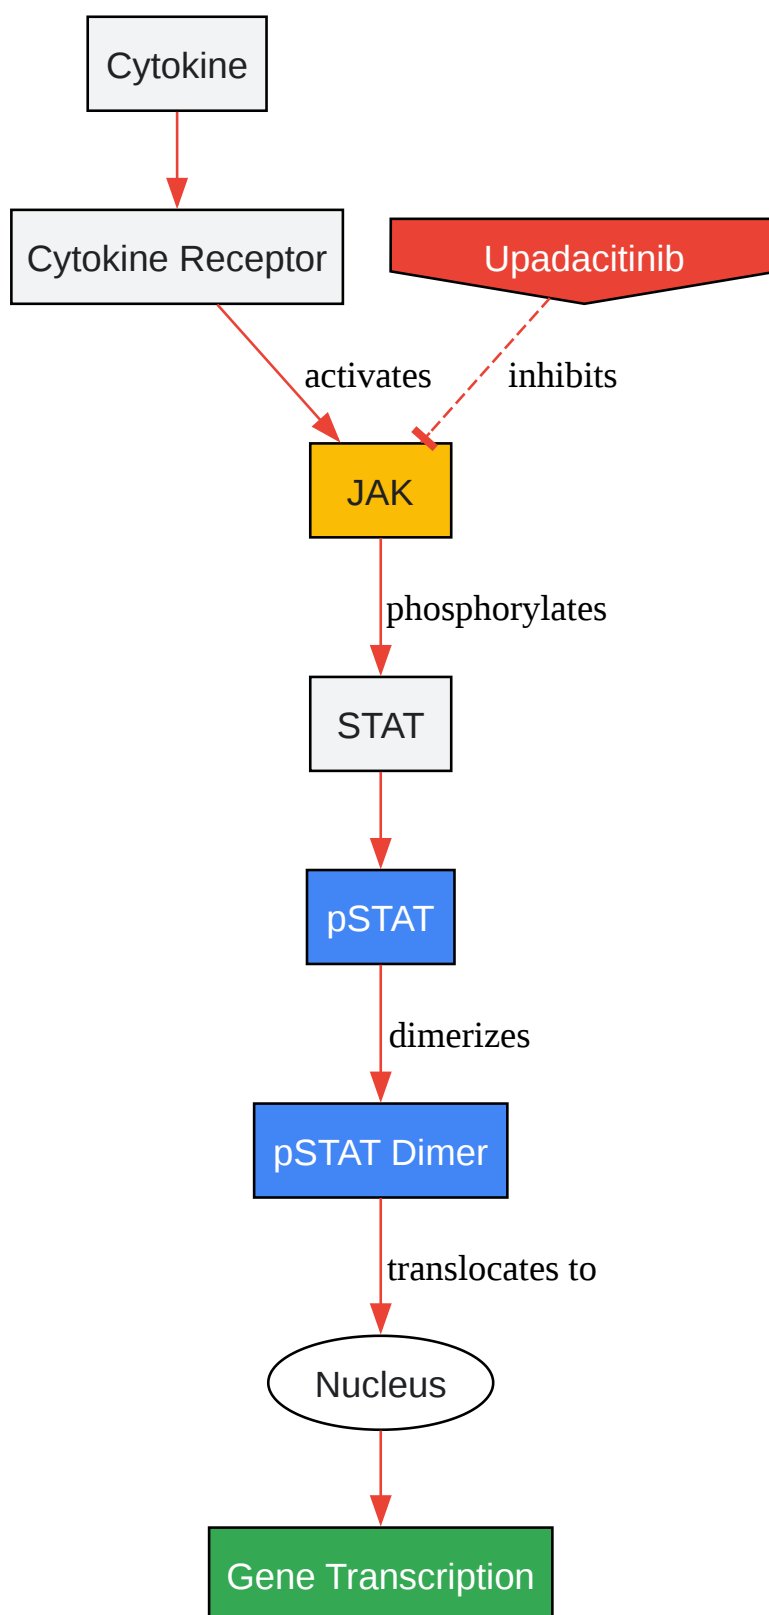 Cytokine
Cytokine Receptor
Upadacitinib
activates
inhibits
JAK
phosphorylates
STAT
pSTAT
dimerizes
pSTAT Dimer
translocates to
Nucleus
Gene Transcription